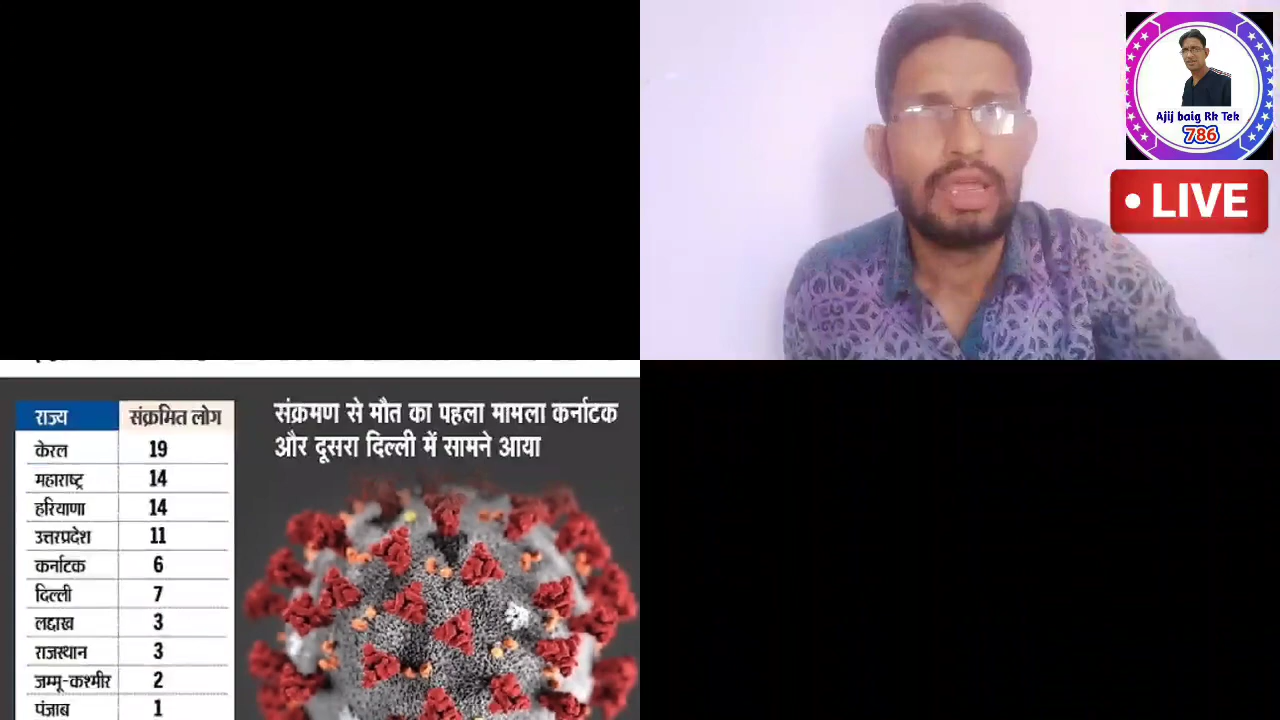 Ajij baig Rk Tek
786
LIVE
राज्य संक्रमित लोग
केरल 19
महाराष्ट्र 14
हरियाणा 14
उत्तरप्रदेश 11
कर्नाटक 6
दिल्ली 7
लद्दाख 3
राजस्थान 3
जम्मू-कश्मीर 2
पंजाब 1
संक्रमण से मौत का पहला मामला कर्नाटक
और दूसरा दिल्ली में सामने आया